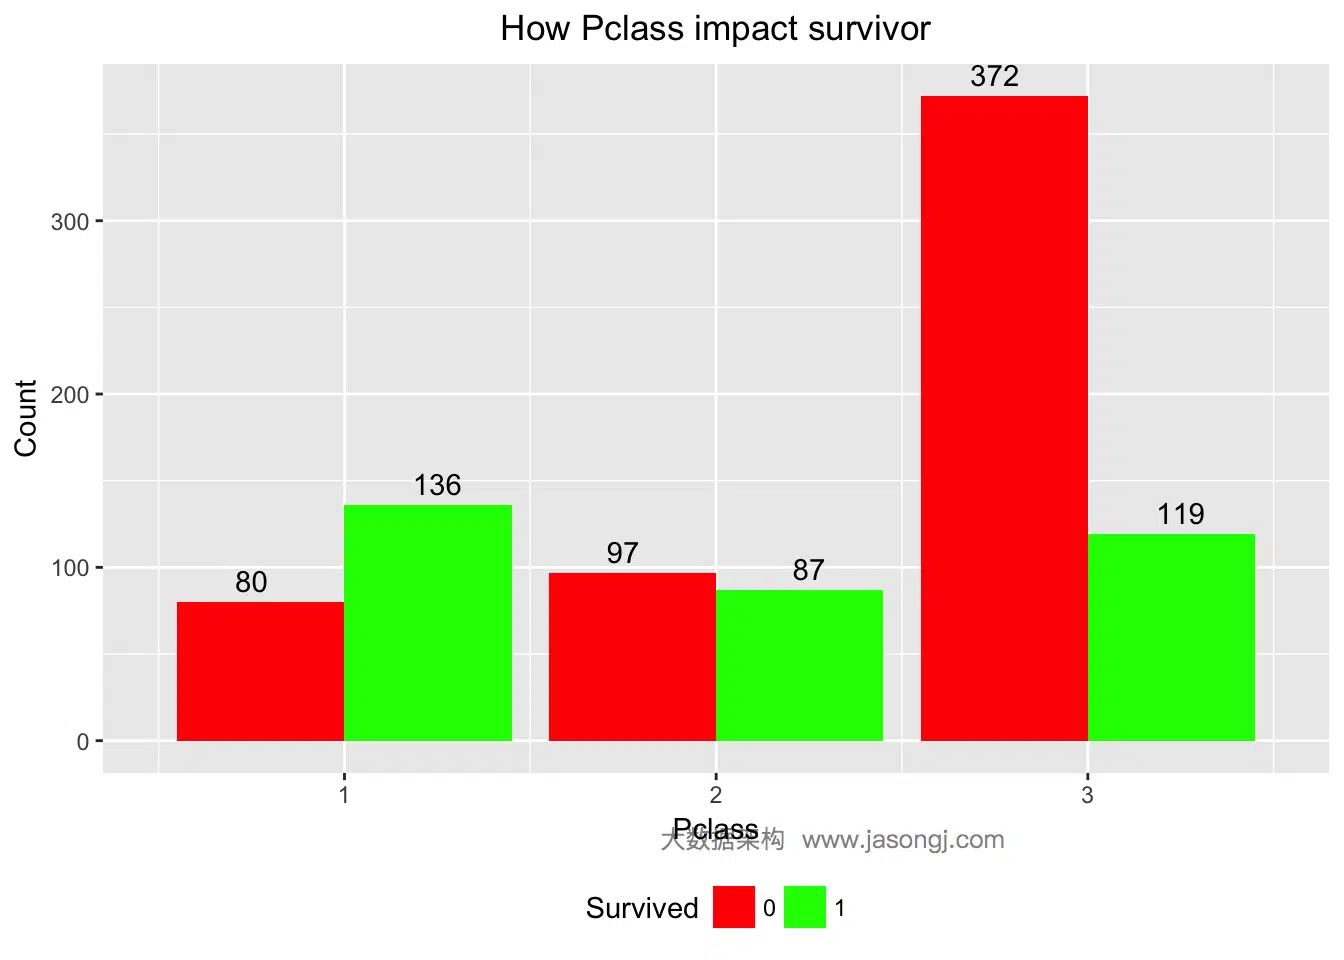 How Pclass impact survivor
372
300
Count
200
136
119
97
87
100
80
0
1 2 3
Pclass
大数据架构 www.jasongj.com
Survived 0 1